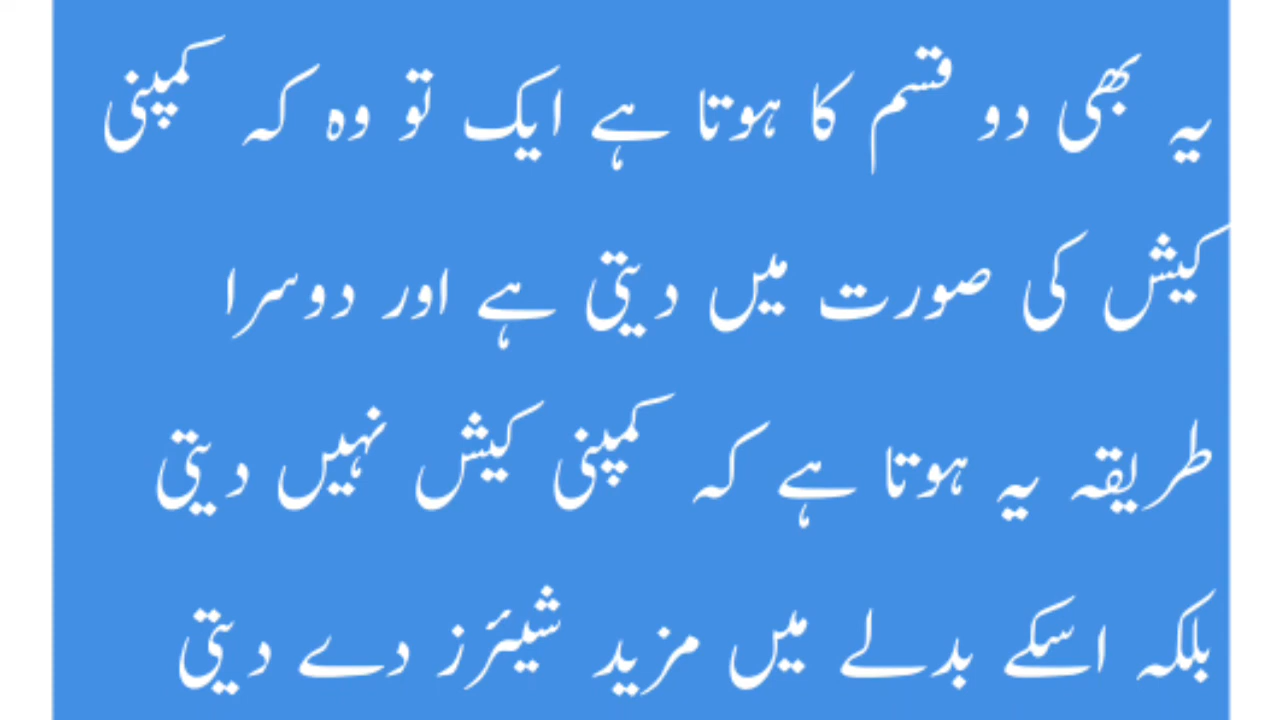 یہ بھی دو قسم کا ہوتا ہے ایک تو وہ کہ کمپنی
کیش کی صورت میں دیتی ہے اور دوسرا
طریقہ یہ ہوتا ہے کہ کمپنی کیش نہیں دیتی
بلکہ اسکے بدلے میں مزید شیئرز دے دیتی